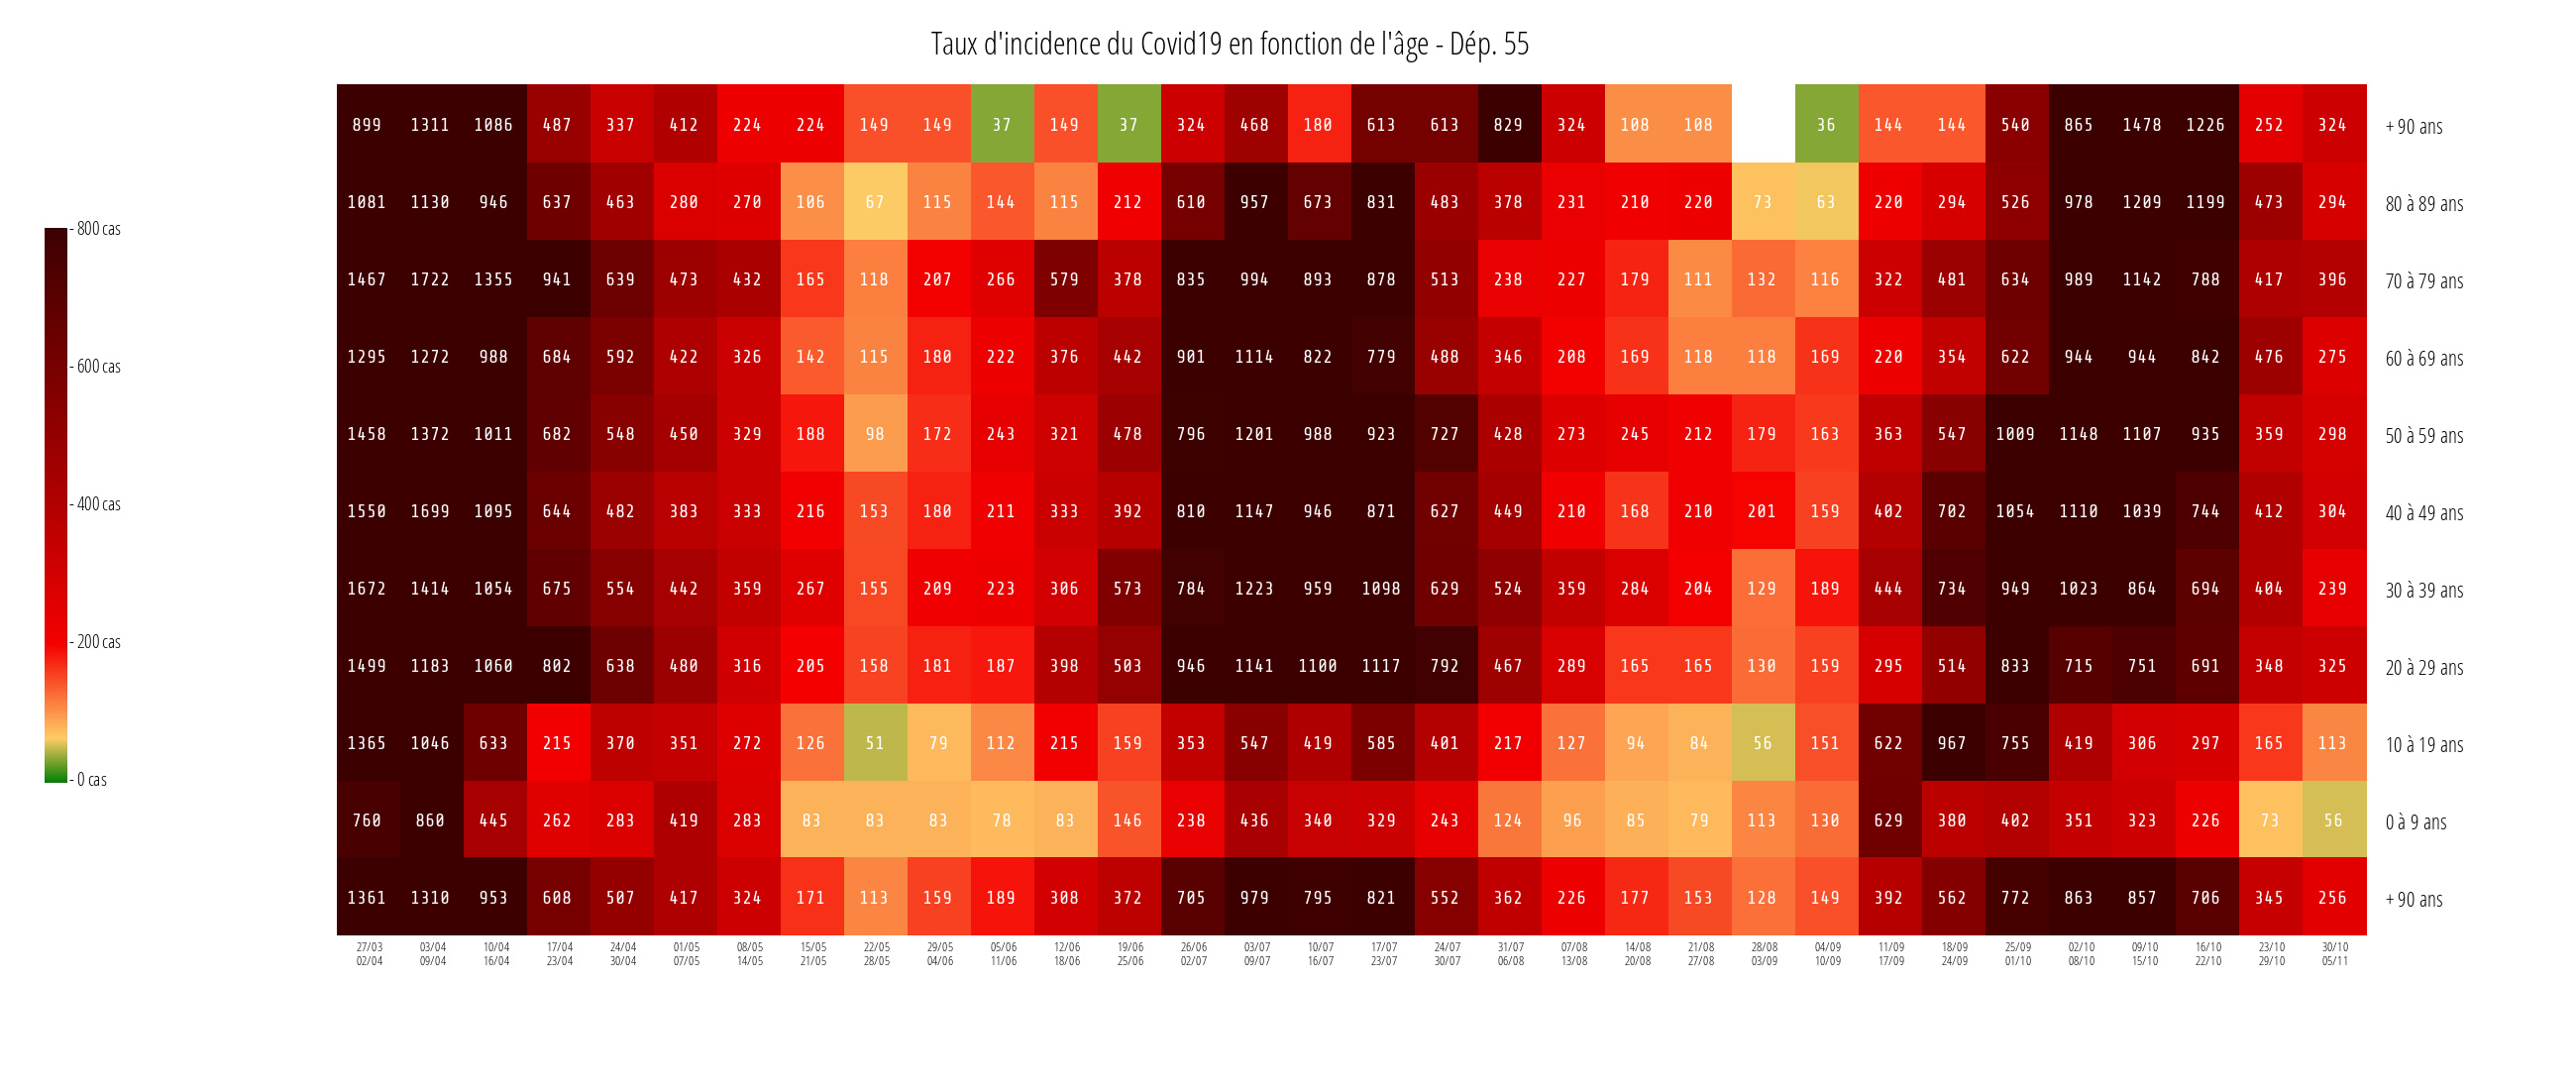 Taux d'incidence du Covid19 en fonction de l'âge - Dép. 55
- 800 cas
- 600 cas
- 400 cas
- 200 cas
- 0 cas
899 1311 1086 487 337 412 224 224 149 149 37 149 37 324 468 180 613 613 829 324 108 108 36 144 144 540 865 1478 1226 252 324 + 90 ans
1081 1130 946 637 463 280 270 106 67 115 144 115 212 610 957 673 831 483 378 231 210 220 73 63 220 294 526 978 1209 1199 473 294 80 à 89 ans
1467 1722 1355 941 639 473 432 165 118 207 266 579 378 835 994 893 878 513 238 227 179 111 132 116 322 481 634 989 1142 788 417 396 70 à 79 ans
1295 1272 988 684 592 422 326 142 115 180 222 376 442 901 1114 822 779 488 346 208 169 118 118 169 220 354 622 944 944 842 476 275 60 à 69 ans
1458 1372 1011 682 548 450 329 188 98 172 243 321 478 796 1201 988 923 727 428 273 245 212 179 163 363 547 1009 1148 1107 935 359 298 50 à 59 ans
1550 1699 1095 644 482 383 333 216 153 180 211 333 392 810 1147 946 871 627 449 210 168 210 201 159 402 702 1054 1110 1039 744 412 304 40 à 49 ans
1672 1414 1054 675 554 442 359 267 155 209 223 306 573 784 1223 959 1098 629 524 359 284 204 129 189 444 734 949 1023 864 694 404 239 30 à 39 ans
1499 1183 1060 802 638 480 316 205 158 181 187 398 503 946 1141 1100 1117 792 467 289 165 165 130 159 295 514 833 715 751 691 348 325 20 à 29 ans
1365 1046 633 215 370 351 272 126 51 79 112 215 159 353 547 419 585 401 217 127 94 84 56 151 622 967 755 419 306 297 165 113 10 à 19 ans
760 860 445 262 283 419 283 83 83 83 78 83 146 238 436 340 329 243 124 96 85 79 113 130 629 380 402 351 323 226 73 56 0 à 9 ans
1361 1310 953 608 507 417 324 171 113 159 189 308 372 705 979 795 821 552 362 226 177 153 128 149 392 562 772 863 857 706 345 256 + 90 ans
27/03 03/04 10/04 17/04 24/04 01/05 08/05 15/05 22/05 29/05 05/06 12/06 19/06 26/06 03/07 10/07 17/07 24/07 31/07 07/08 14/08 21/08 28/08 04/09 11/09 18/09 25/09 02/10 09/10 16/10 23/10 30/10
02/04 09/04 16/04 23/04 30/04 07/05 14/05 21/05 28/05 04/06 11/06 18/06 25/06 02/07 09/07 16/07 23/07 30/07 06/08 13/08 20/08 27/08 03/09 10/09 17/09 24/09 01/10 08/10 15/10 22/10 29/10 05/11